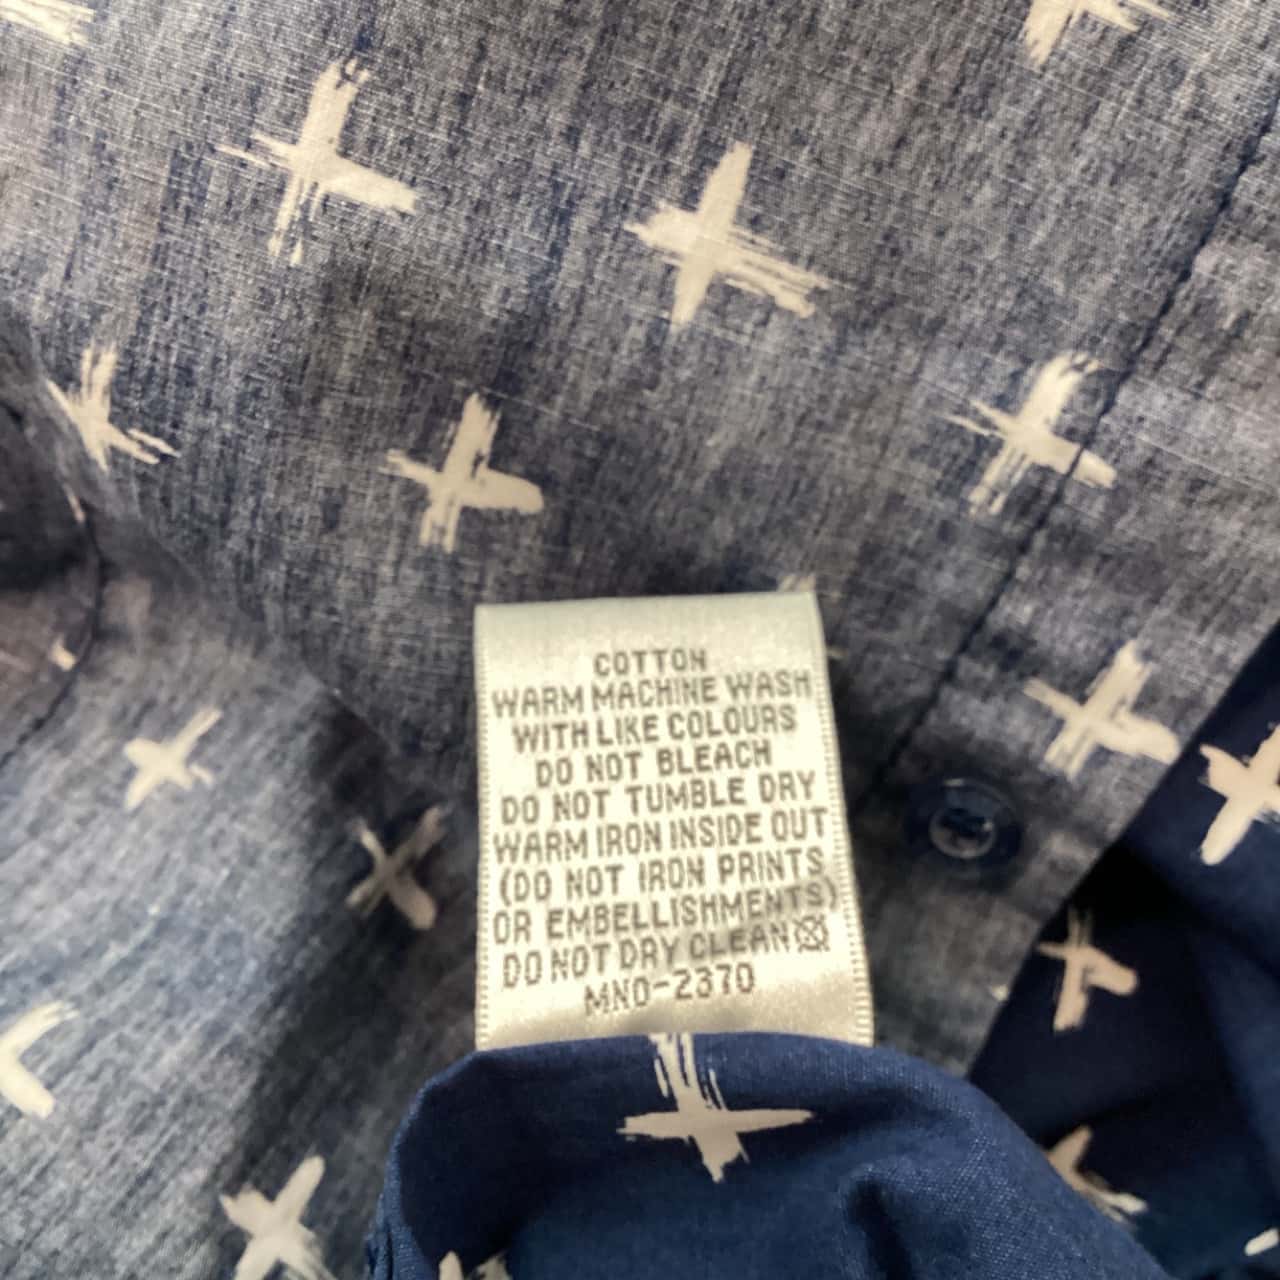 COTTON
WARM MACHINE WASH
WITH LIKE COLOURS
DO NOT BLEACH
DO NOT TUMBLE DRY
WARM IRON INSIDE OUT
(DO NOT IRON PRINTS
OR EMBELLISHMENTS)
DO NOT DRY CLEAN
MNO-2370